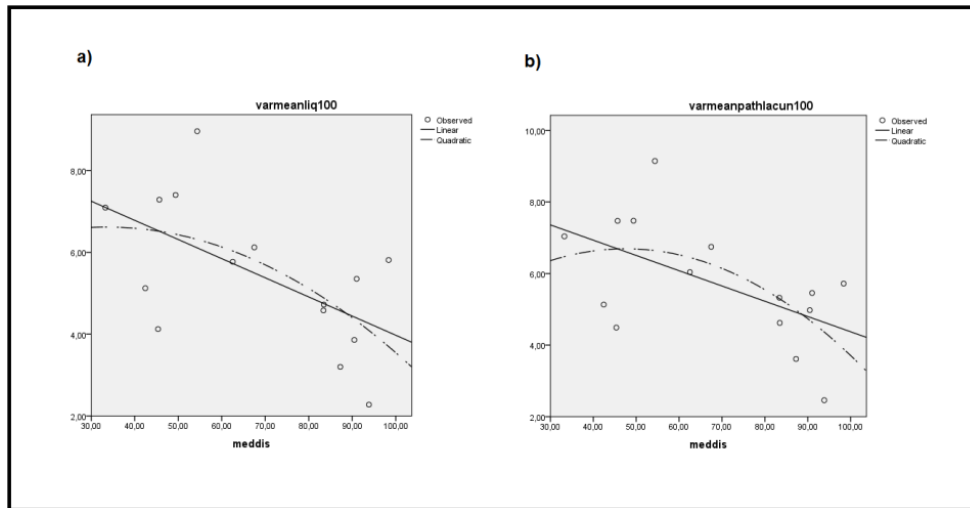 a)
varmeanliq100
Observed
Linear
Quadratic
8,00
6,00
4,00
2,00
30,00 40,00 50,00 60,00 70,00 80,00 90,00 100,00
meddis
b)
varmeanpathlacun100
Observed
Linear
Quadratic
10,00
8,00
6,00
4,00
2,00
30,00 40,00 50,00 60,00 70,00 80,00 90,00 100,00
meddis